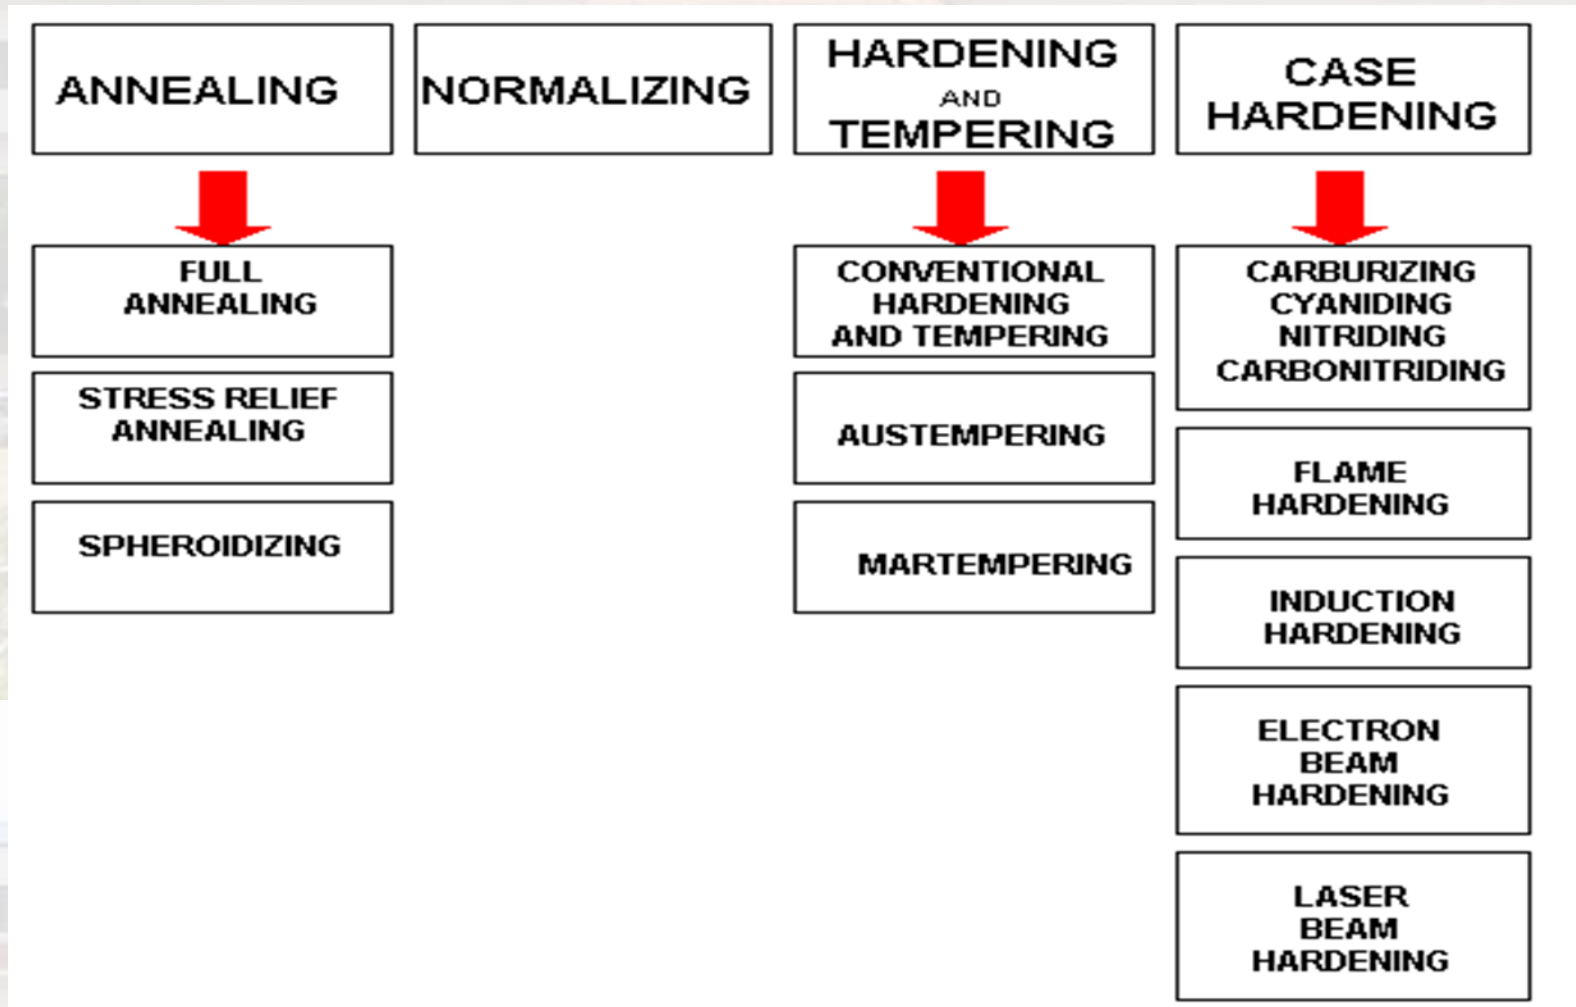 ANNEALING
NORMALIZING
HARDENING
AND
TEMPERING
CASE
HARDENING
FULL
ANNEALING
STRESS RELIEF
ANNEALING
SPHEROIDIZING
CONVENTIONAL
HARDENING
AND TEMPERING
AUSTEMPERING
MARTEMPERING
CARBURIZING
CYANIDING
NITRIDING
CARBONITRIDING
FLAME
HARDENING
INDUCTION
HARDENING
ELECTRON
BEAM
HARDENING
LASER
BEAM
HARDENING